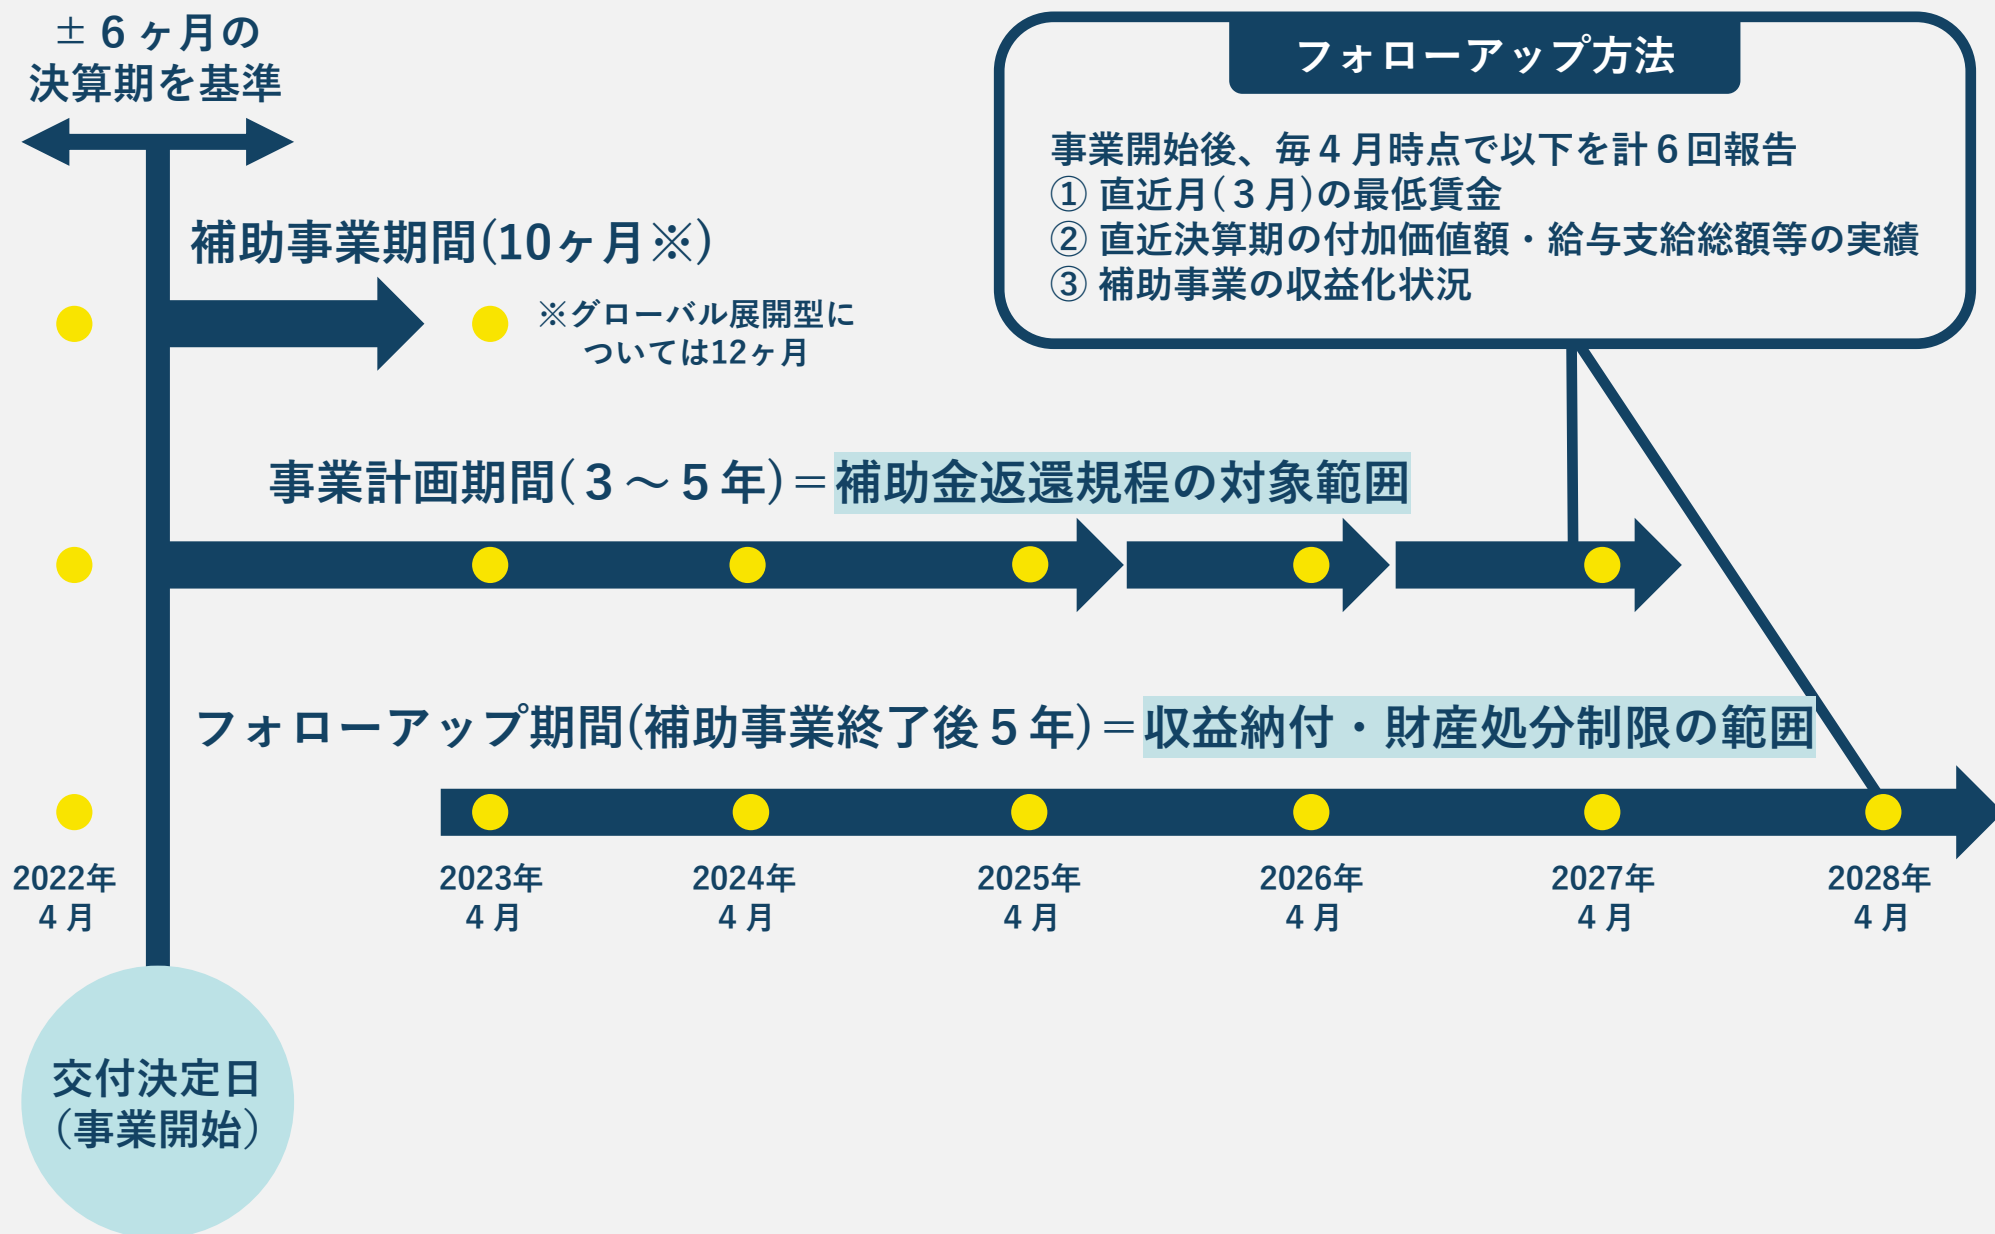 ±６ヶ月の
決算期を基準
フォローアップ方法
事業開始後、毎４月時点で以下を計６回報告
① 直近月(３月)の最低賃金
② 直近決算期の付加価値額・給与支給総額等の実績
③ 補助事業の収益化状況
補助事業期間(10ヶ月※)
※グローバル展開型に
ついては12ヶ月
事業計画期間(３～５年)＝補助金返還規程の対象範囲
フォローアップ期間(補助事業終了後５年)＝収益納付・財産処分制限の範囲
2022年
４月
2023年
４月
2024年
４月
2025年
４月
2026年
４月
2027年
４月
2028年
４月
交付決定日
（事業開始）